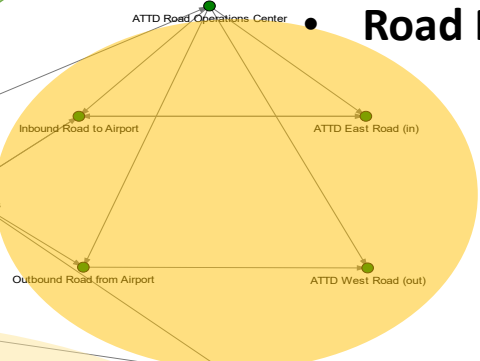 • Road
ATTD Road Operations Center
Inbound Road to Airport
ATTD East Road (in)
Outbound Road from Airport
ATTD West Road (out)